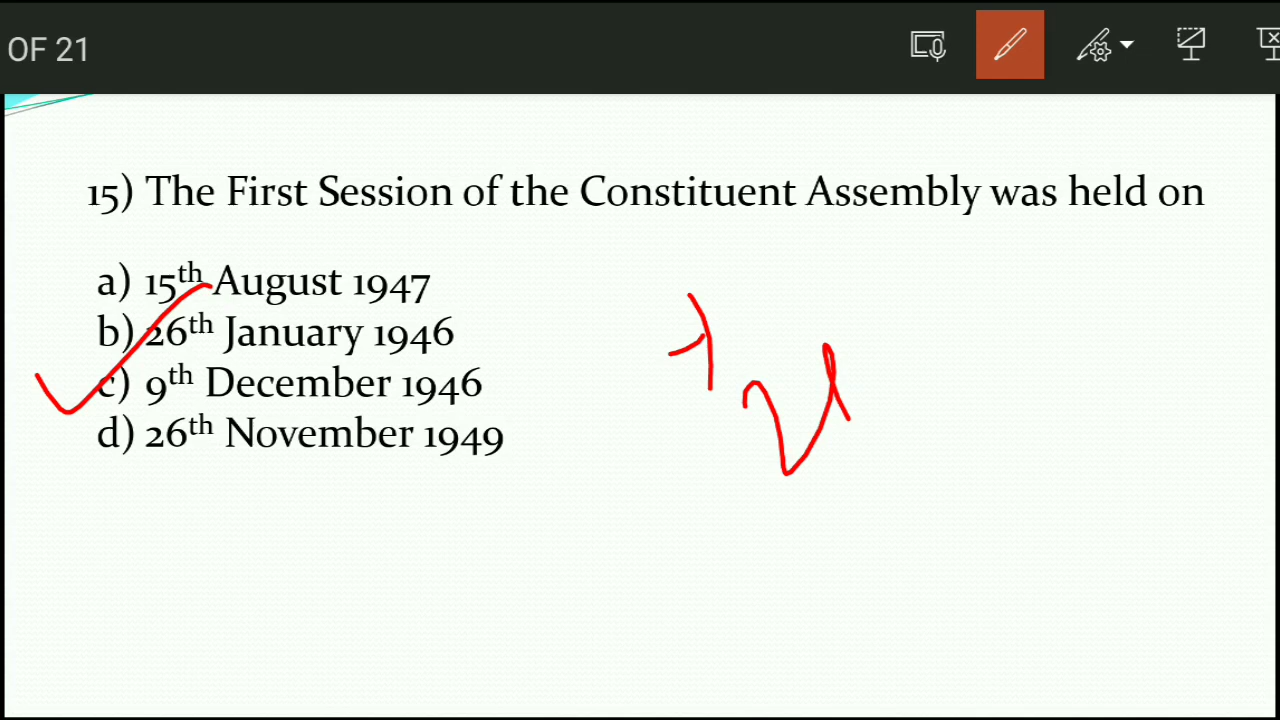 OF 21
15) The First Session of the Constituent Assembly was held on
a) 15th August 1947
b) 26th January 1946
c) 9th December 1946
d) 26th November 1949